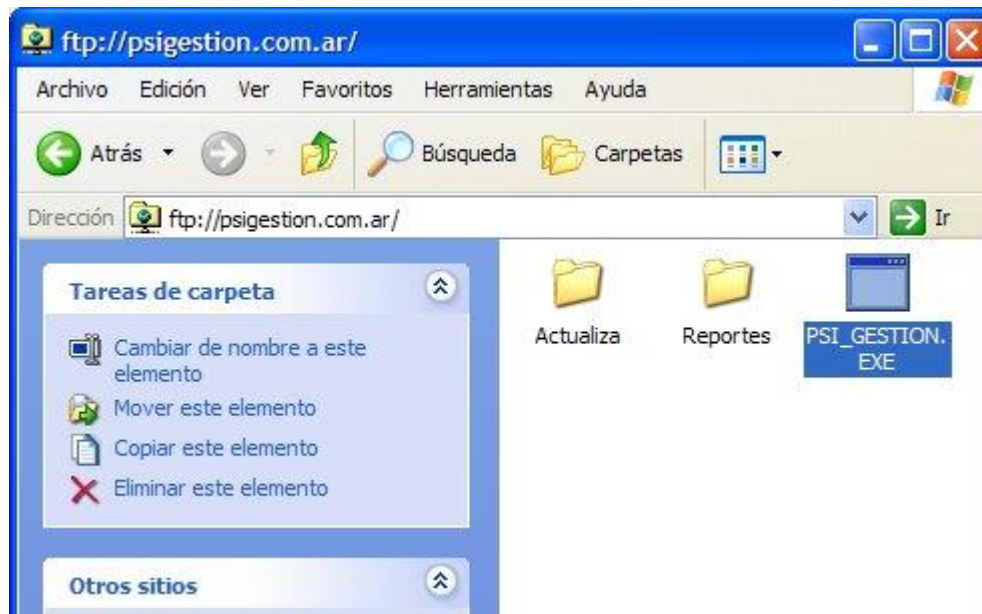 ftp://psigestion.com.ar/
Archivo Edición Ver Favoritos Herramientas Ayuda
Atrás Búsqueda Carpetas
Dirección ftp://psigestion.com.ar/ Ir
Tareas de carpeta
Cambiar de nombre a este
elemento
Mover este elemento
Copiar este elemento
Eliminar este elemento
Otros sitios
Actualiza Reportes PSI_GESTION.
EXE